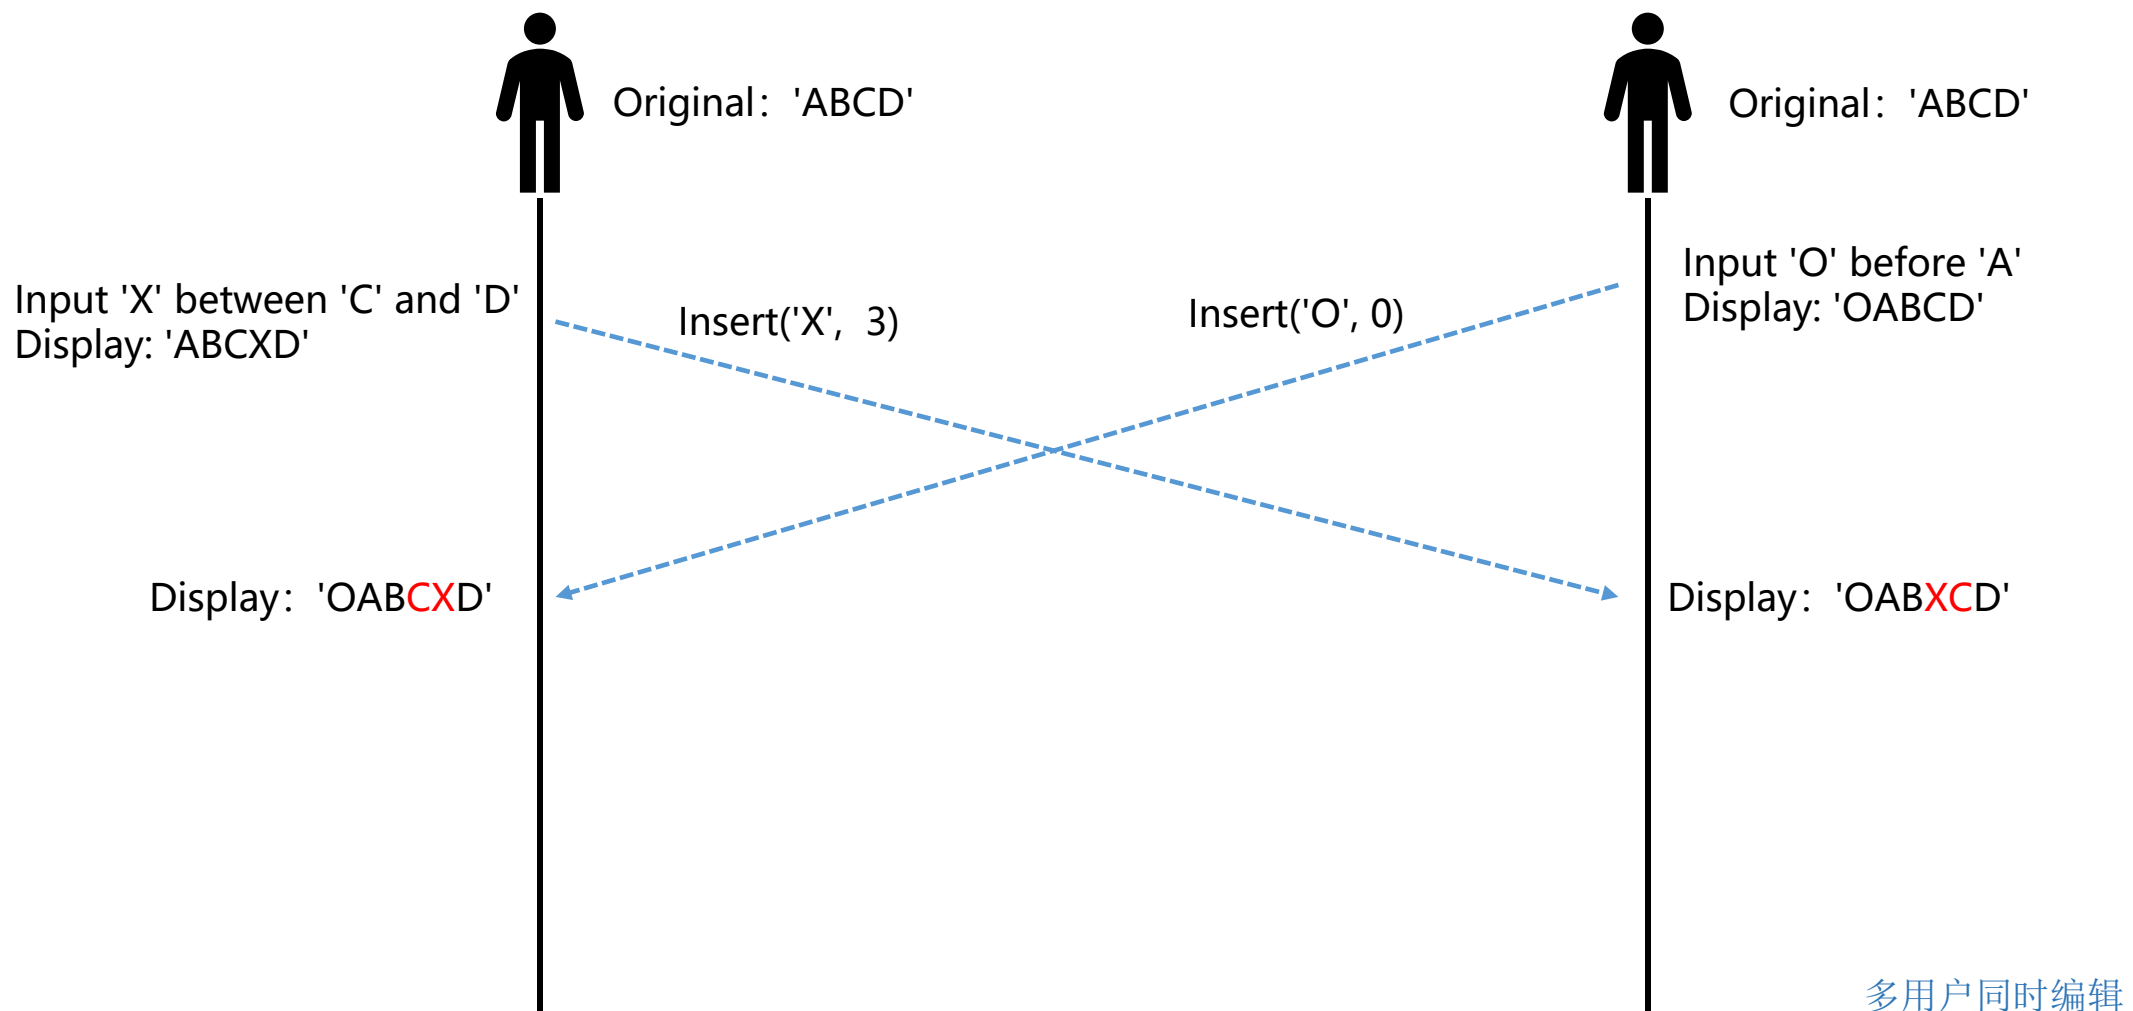 Original：'ABCD'
Original：'ABCD'
Input 'X' between 'C' and 'D'
Display: 'ABCXD'
Insert('X',  3)
Insert('O', 0)
Input 'O' before 'A'
Display: 'OABCD'
Display：'OABCXD'
Display：'OABXCD'
多用户同时编辑